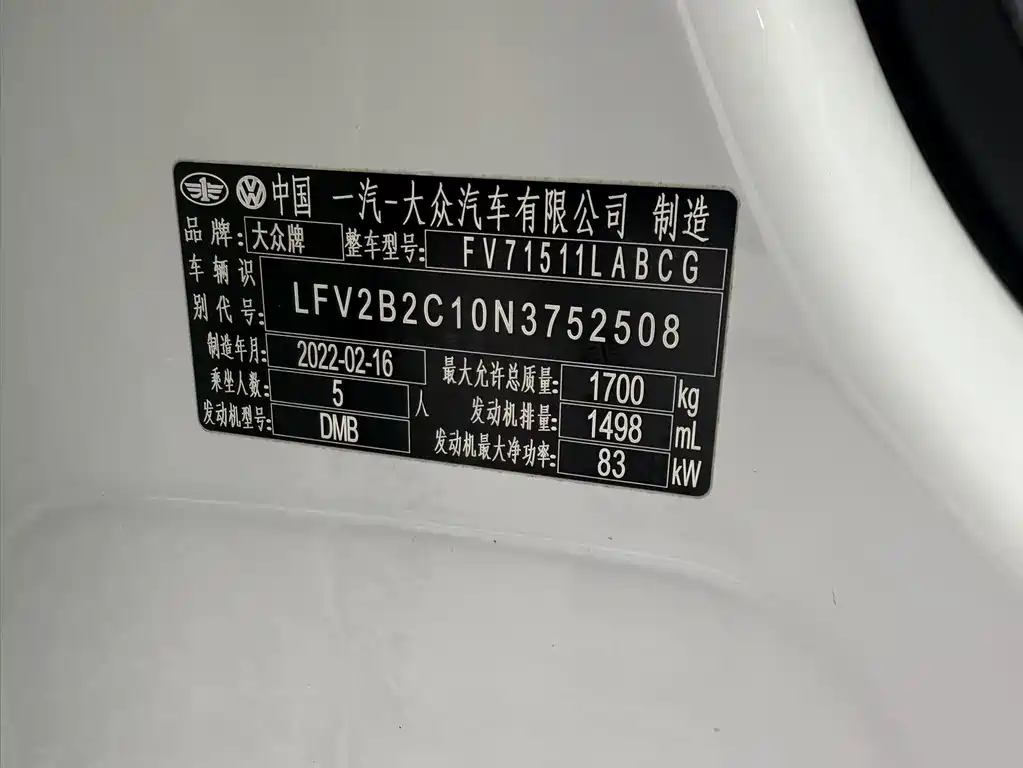 中国 一汽-大众汽车有限公司 制造
品牌: 大众牌 整车型号: FV71511LABCG
车辆识别代号: LFV2B2C10N3752508
制造年月: 2022-02-16 最大允许总质量: 1700 kg
乘坐人数: 5 人 发动机排量: 1498 mL
发动机型号: DMB 发动机最大净功率: 83 kW